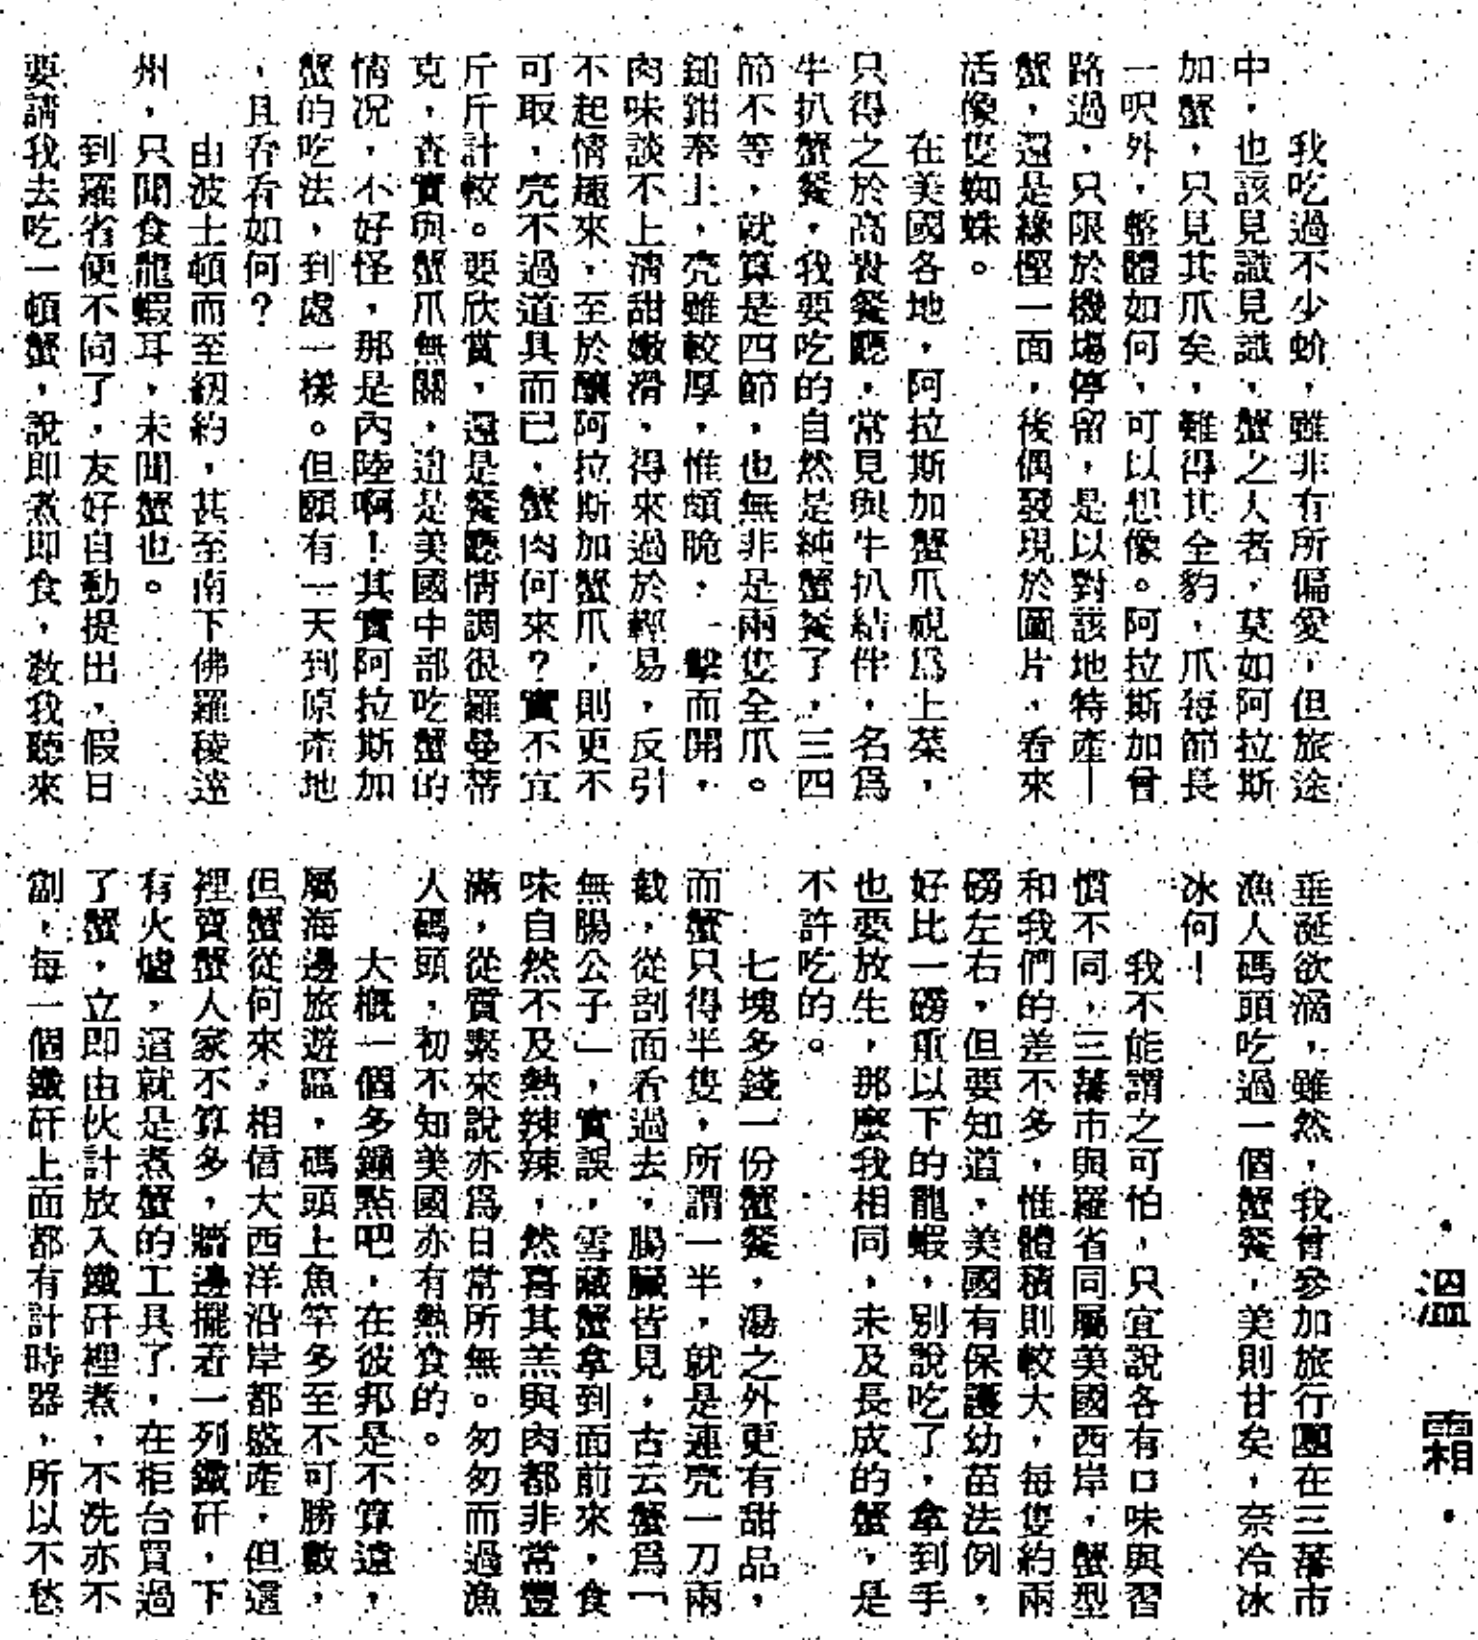 ·溫霜·
我吃過不少蚧，雖非有所偏愛，但旅途
中，也該見識見識，蟹之大者，莫如阿拉斯
加蟹，只見其爪矣，難得其全豹，爪每節長
一呎外，整體如何，可以想像。阿拉斯加曾
路過，只限於機塲停留，是以對該地特產—
蟹，還是緣慳一面，後偶發現於圖片，看來
活像隻蜘蛛。
在美國各地，阿拉斯加蟹爪視爲上菜，
只得之於高貴餐廳，常見與牛扒結伴，名爲
牛扒蟹餐，我要吃的自然是純蟹餐了，三四
節不等，就算是四節，也無非是兩隻全爪。
鎚鉗奉上，壳雖較厚，惟頗脆，一擊而開，
肉味談不上清甜嫩滑，得來過於輕易，反引
不起情趣來，至於釀阿拉斯加蟹爪，則更不
可取，壳不過道具而已，蟹肉何來？實不宜
斤斤計較。要欣賞，還是餐廳情調很羅曼蒂
克，查實與蟹爪無關，這是美國中部吃蟹的
情况，不好怪，那是內陸啊！其實阿拉斯加
蟹的吃法，到處一樣。但願有一天到原產地
，且看看如何？
由波士頓而至紐約，甚至南下佛羅稜達
州，只聞食龍蝦耳，未聞蟹也。
到羅省便不同了，友好自動提出，假日
要請我去吃一頓蟹，說即煮即食，教我聽來
垂涎欲滴，雖然，我曾參加旅行團在三藩市
漁人碼頭吃過一個蟹餐，美則甘矣，奈冷冰
冰何！
我不能謂之可怕，只宜說各有口味與習
慣不同，三藩市與羅省同屬美國西岸，蟹型
和我們的差不多，惟體積則較大，每隻約兩
磅左右，但要知道，美國有保護幼苗法例，
好比一磅重以下的龍蝦，別說吃了，拿到手
也要放生，那麼我相同，未及長成的蟹，是
不許吃的。
七塊多錢一份蟹餐，湯之外更有甜品，
而蟹只得半隻，所謂一半，就是連壳一刀兩
截，從剖面看過去，腸臟皆見，古云蟹爲「
無腸公子」，實誤，雪藏蟹拿到面前來，食
味自然不及熱辣辣，然喜其羔與肉都非常豐
滿，從質素來說亦爲日常所無。匆匆而過漁
人碼頭，初不知美國亦有熱食的。
大概一個多鐘點吧，在彼邦是不算遠，
屬海邊旅遊區，碼頭上魚竿多至不可勝數，
但蟹從何來，相信大西洋沿岸都盛產，但這
裡賣蟹人家不算多，牆邊擺着一列鐵矸，下
有火爐，這就是煮蟹的工具了，在柜台買過
了蟹，立即由伙計放入鐵矸裡煮，不洗亦不
劏，每一個鐵矸上面都有計時器，所以不愁